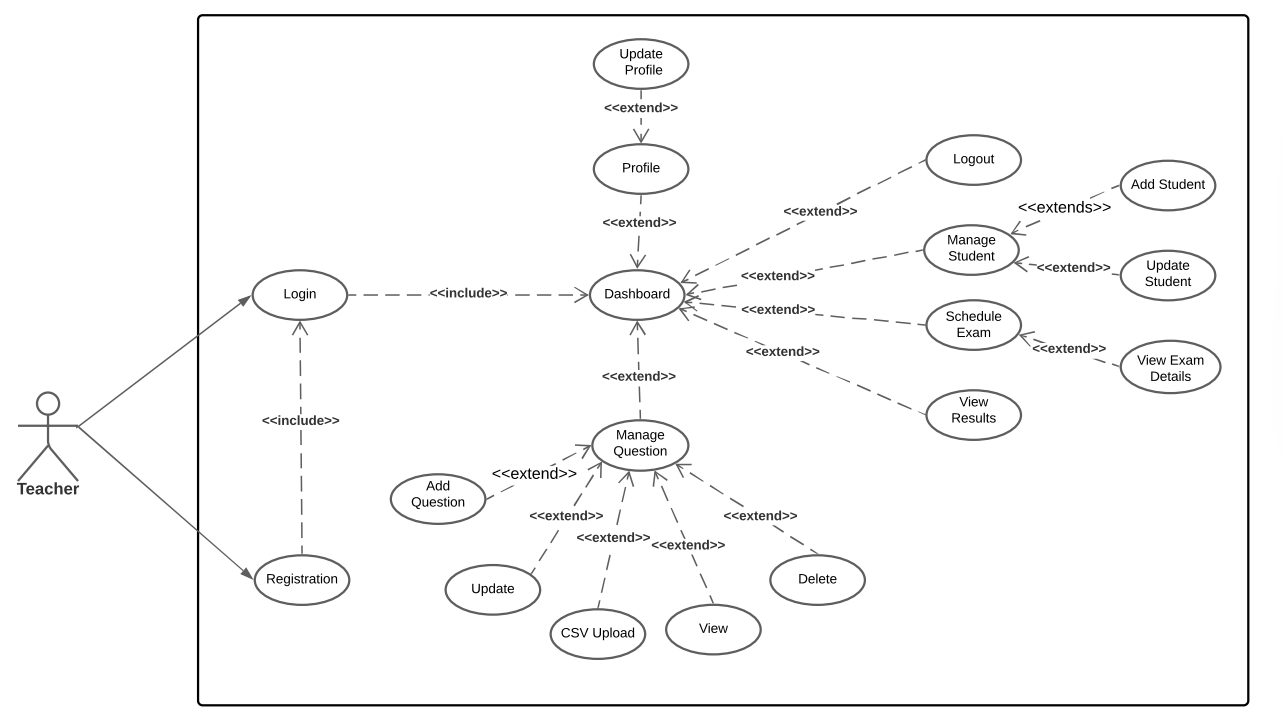 Update
Profile
<<extend>>
Profile
<<extend>>
Logout
<<extend>>
Add Student
<<extends>>
Manage
Student
<<extend>>
<<extend>>
Update
Student
Login
<<include>>
Dashboard
<<extend>>
Schedule
Exam
<<extend>>
<<extend>>
View Exam
Details
<<extend>>
View
Results
<<include>>
Teacher
Manage
Question
<<extend>>
Add
Question
<<extend>>
<<extend>>
<<extend>>
<<extend>>
Registration
Update
CSV Upload
View
Delete